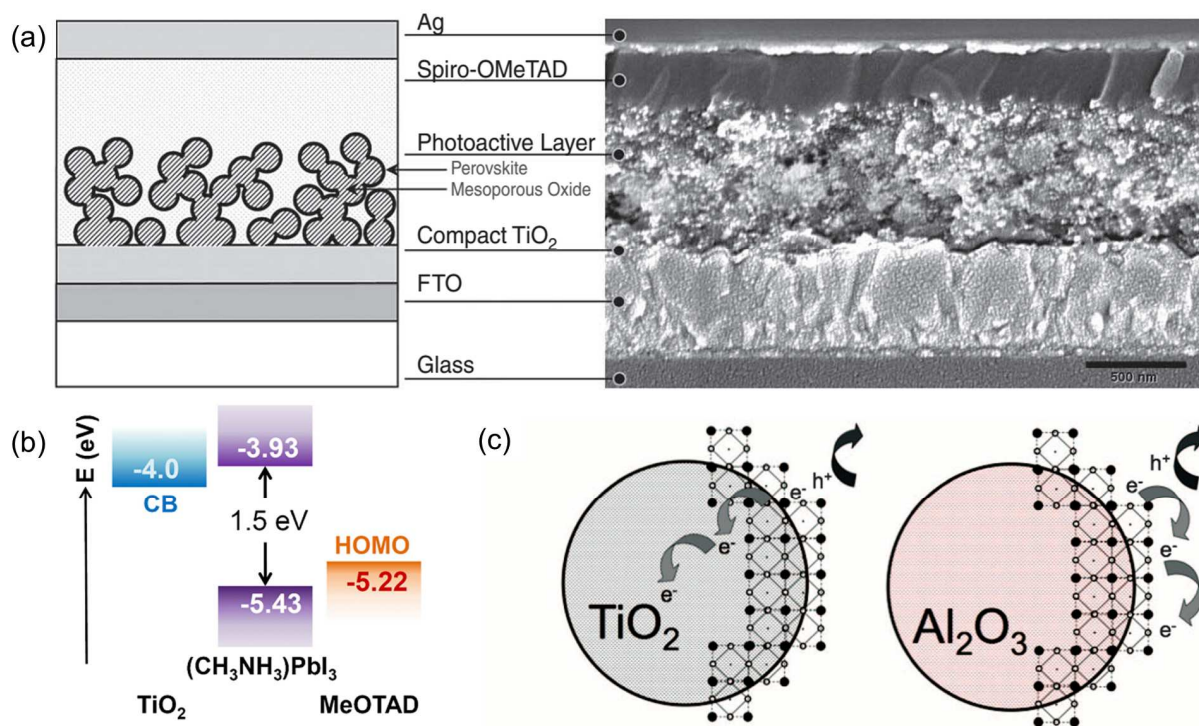 (a)
Ag
Spiro-OMeTAD
Photoactive Layer
Perovskite
Mesoporous Oxide
Compact TiO₂
FTO
Glass
500 nm
(b)
E (eV)
-4.0
CB
-3.93
1.5 eV
-5.43
(CH₃NH₃)PbI₃
HOMO
-5.22
TiO₂
MeOTAD
(c)
h⁺
e⁻
e⁻
e⁻
TiO₂
h⁺
e⁻
e⁻
e⁻
Al₂O₃